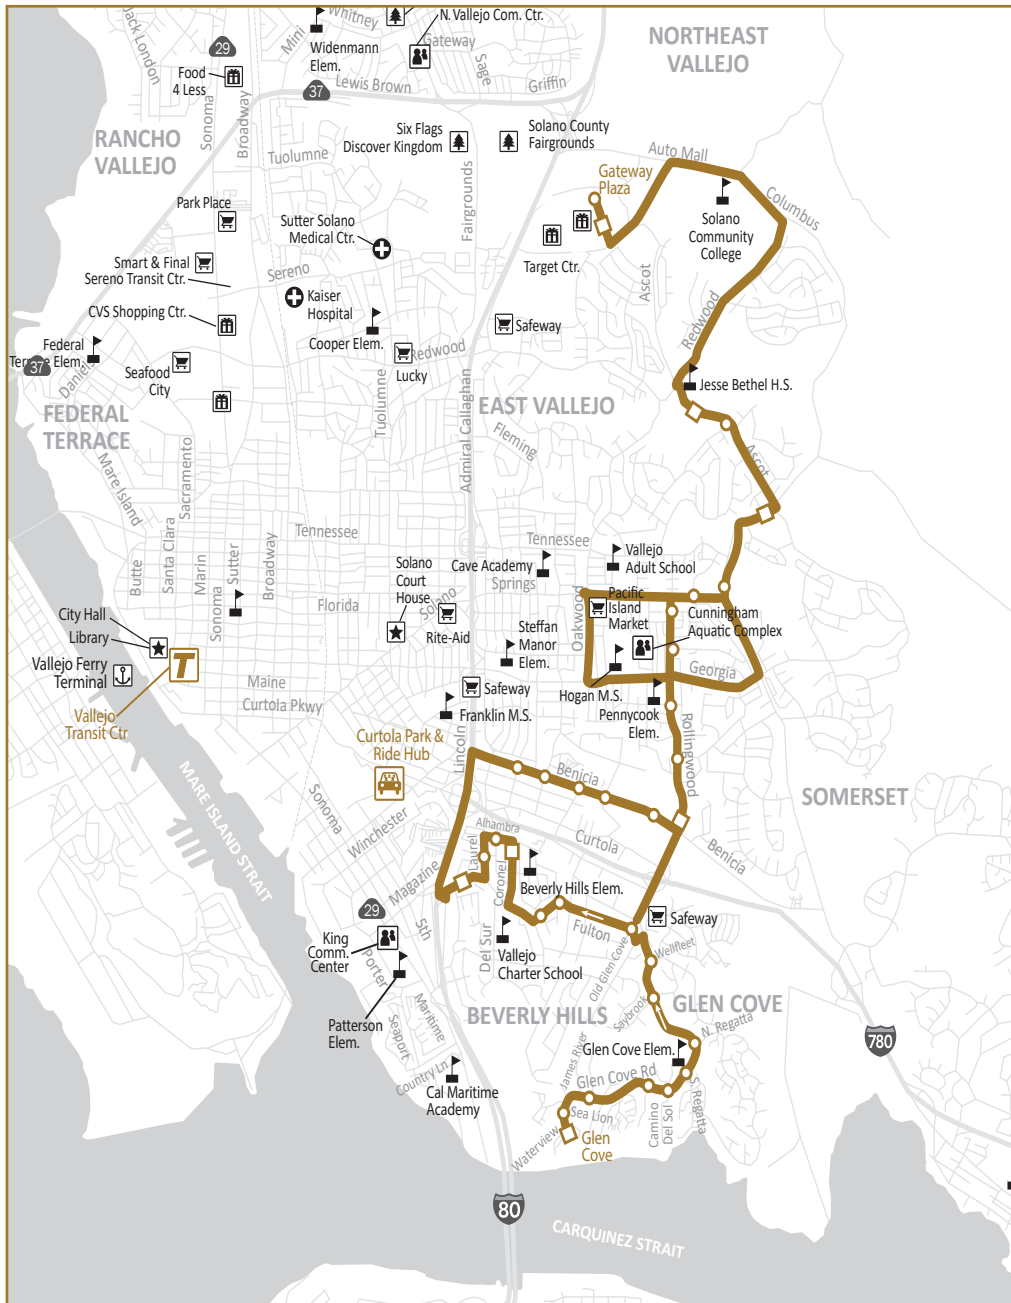 Jack London
Whitney
Mini
N. Vallejo Com. Ctr.
Gateway
Sage
NORTHEAST
VALLEJO
29
Widenmann
Elem.
Food
4 Less
Lewis Brown
Griffin
37
Sonoma
Broadway
RANCHO
VALLEJO
Six Flags
Discover Kingdom
Solano County
Fairgrounds
Auto Mall
Tuolumne
Gateway
Plaza
Columbus
Park Place
Fairgrounds
Solano
Community
College
Sutter Solano
Medical Ctr.
Smart & Final
Sereno Transit Ctr.
Sereno
Target Ctr.
Ascot
Kaiser
Hospital
CVS Shopping Ctr.
Redwood
Safeway
Federal
Terrace Elem.
Cooper Elem.
37
Daniels
Seafood
City
Redwood
Lucky
Jesse Bethel H.S.
Tuolumne
Admiral Callaghan
EAST VALLEJO
FEDERAL
TERRACE
Fleming
Ascot
Mare Island
Sacramento
Tennessee
Tennessee
Butte
Santa Clara
Marin
Sonoma
Sutter
Broadway
Solano
Court
House
Cave Academy
Springs
Vallejo
Adult School
Florida
Solano
Oakwood
Pacific
Island
Market
Cunningham
Aquatic Complex
City Hall
Library
Rite-Aid
Steffan
Manor
Elem.
Vallejo Ferry
Terminal
T
Georgia
Maine
Safeway
Hogan M.S.
Curtola Pkwy
Vallejo
Transit Ctr
Franklin M.S.
Pennycook
Elem.
Curtola Park &
Ride Hub
Lincoln
Rollingwood
Benicia
MARE ISLAND STRAIT
SOMERSET
Sonoma
Winchester
Alhambra
Curtola
Benicia
Laurel
Coronel
Magazine
Beverly Hills Elem.
29
5th
Safeway
Fulton
King
Comm.
Center
Del Sur
Vallejo
Charter School
Old Glen Cove
Wellfleet
Porter
Patterson
Elem.
Maritime
Seaport
BEVERLY HILLS
Saybrook
GLEN COVE
N. Regatta
780
Glen Cove Elem.
James River
Country Ln
Cal Maritime
Academy
Glen Cove Rd
S. Regatta
Sea Lion
Camino
Del Sol
Waterview
Glen
Cove
80
CARQUINEZ STRAIT